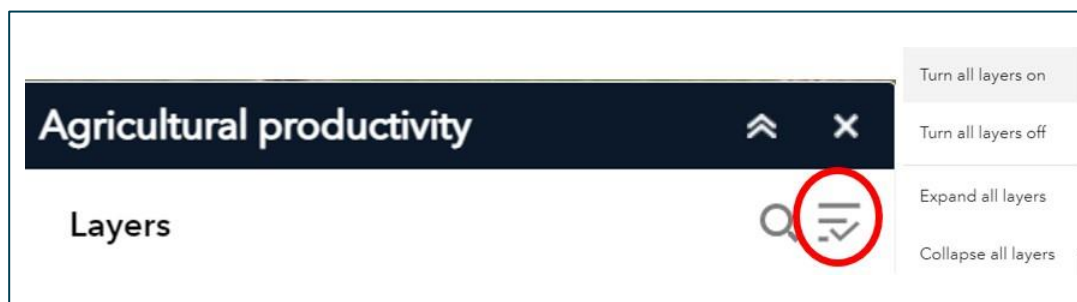 Agricultural productivity
Layers
Turn all layers on
Turn all layers off
Expand all layers
Collapse all layers